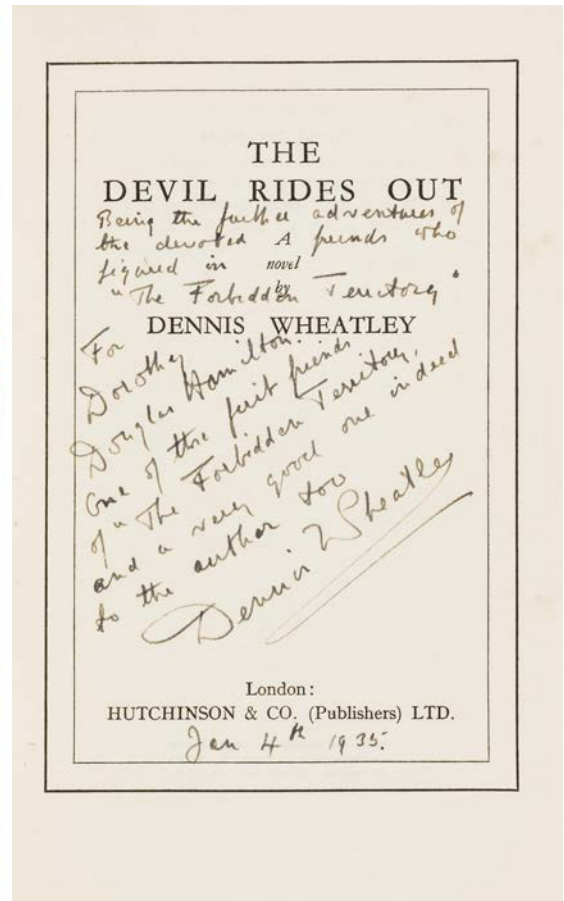 THE
DEVIL RIDES OUT
Being the further adventures of
the devoted A friends who
figured in novel
"The Forbidden by Territory"
DENNIS WHEATLEY
For
Dorothy
Douglas Hamilton.
One of the first friends
of "The Forbidden Territory,
and a very good one indeed
to the author too
Dennis Wheatley
London:
HUTCHINSON & CO. (Publishers) LTD.
Jan 4th 1935.